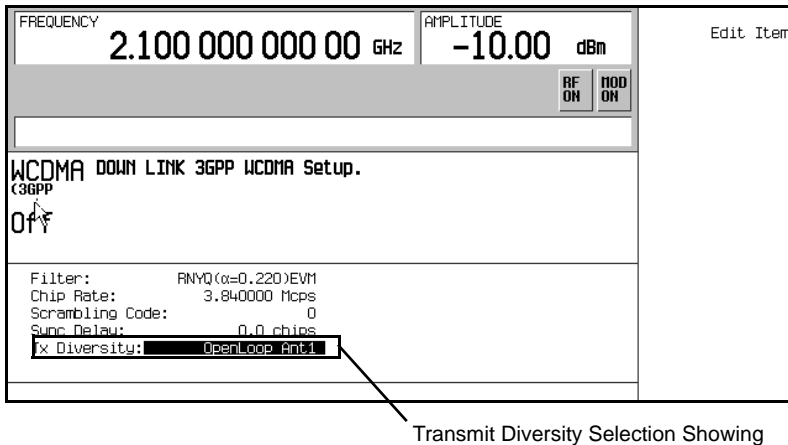 FREQUENCY
2.100 000 000 00 GHz
AMPLITUDE
-10.00 dBm
Edit Item
RF ON
MOD ON
WCDMA DOWN LINK 3GPP WCDMA Setup.
(3GPP
Off
Filter: RNYQ(α=0.220)EVM
Chip Rate: 3.840000 Mcps
Scrambling Code: 0
Sync Delay: 0.0 chips
Tx Diversity: OpenLoop Ant1
Transmit Diversity Selection Showing